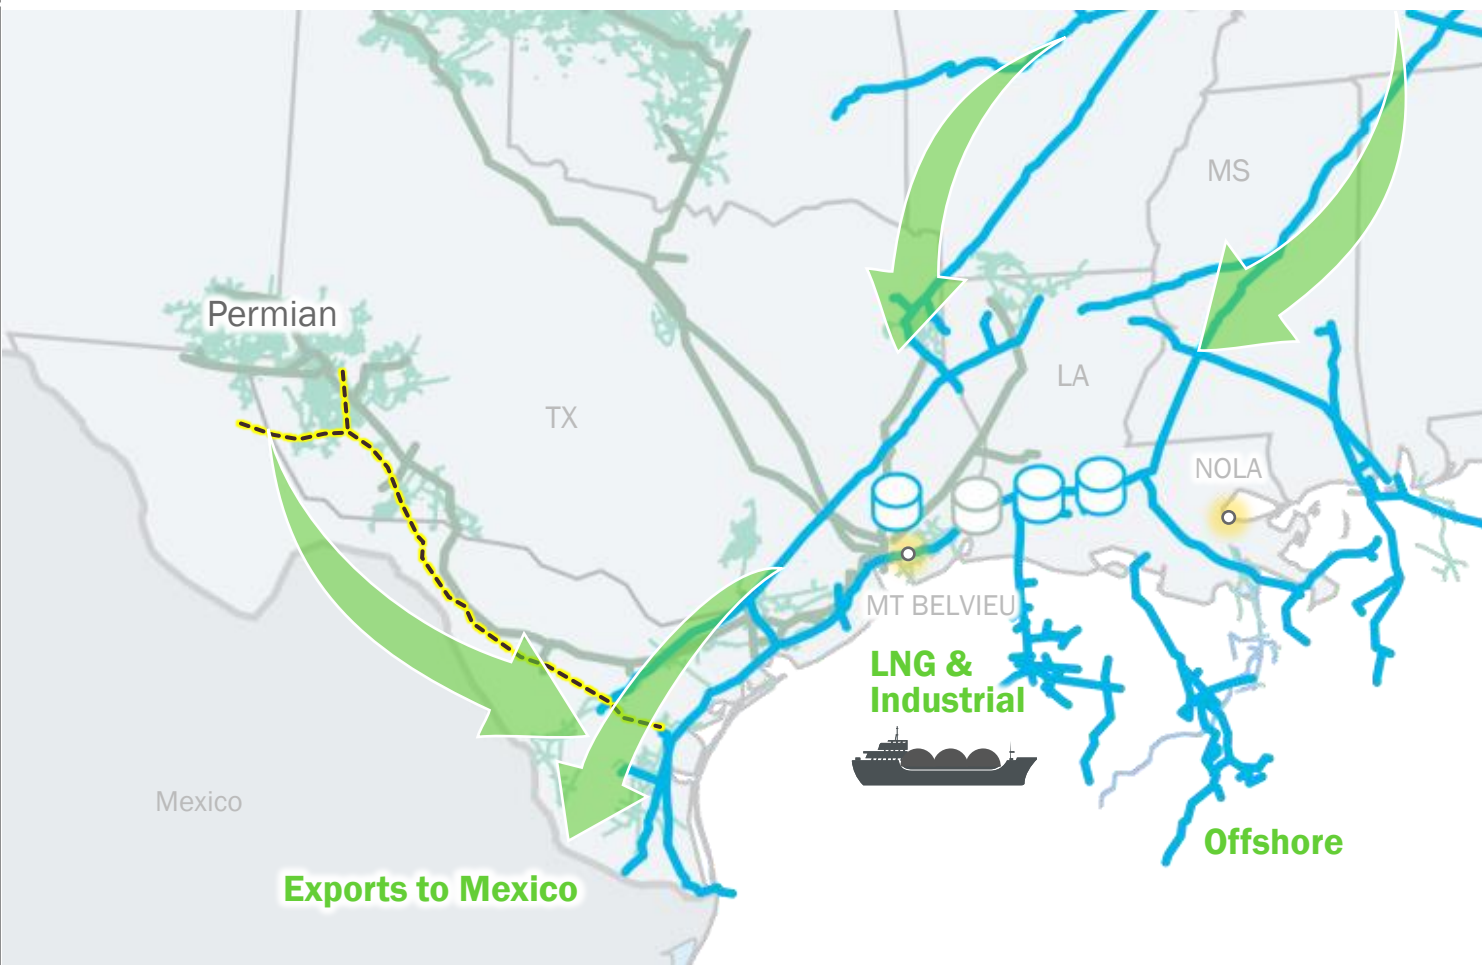 MS
Permian
LA
TX
NOLA
MT BELVIEU
LNG &
Industrial
Mexico
Offshore
Exports to Mexico